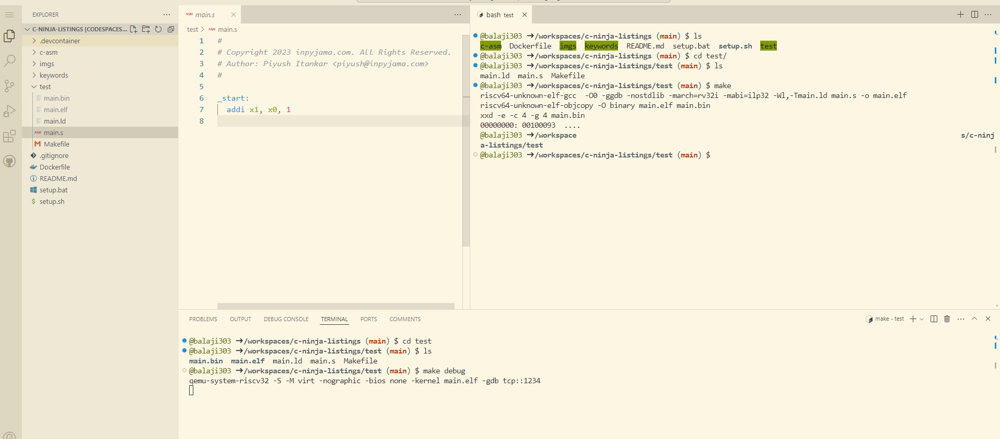 EXPLORER
C-NINJA-LISTINGS [CODESPACES...
.devcontainer
c-asm
imgs
keywords
test
main.bin
main.elf
main.ld
ASM main.s
Makefile
.gitignore
Dockerfile
README.md
setup.bat
$ setup.sh
ASM main.s
test > ASM main.s
1 #
2 # Copyright 2023 inpyjama.com. All Rights Reserved.
3 # Author: Piyush Itankar <piyush@inpyjama.com>
4 #
5
6 _start:
7 addi x1, x0, 1
8
bash test
@balaji303 ➜/workspaces/c-ninja-listings (main) $ ls
c-asm Dockerfile imgs keywords README.md setup.bat setup.sh test
@balaji303 ➜/workspaces/c-ninja-listings (main) $ cd test/
@balaji303 ➜/workspaces/c-ninja-listings/test (main) $ ls
main.ld main.s Makefile
@balaji303 ➜/workspaces/c-ninja-listings/test (main) $ make
riscv64-unknown-elf-gcc -O0 -ggdb -nostdlib -march=rv32i -mabi=ilp32 -Wl,-Tmain.ld main.s -o main.elf
riscv64-unknown-elf-objcopy -O binary main.elf main.bin
xxd -e -c 4 -g 4 main.bin
00000000: 00100093 ....
@balaji303 ➜/workspace s/c-ninj
a-listings/test
@balaji303 ➜/workspaces/c-ninja-listings/test (main) $
PROBLEMS OUTPUT DEBUG CONSOLE TERMINAL PORTS COMMENTS
make - test
@balaji303 ➜/workspaces/c-ninja-listings (main) $ cd test
@balaji303 ➜/workspaces/c-ninja-listings/test (main) $ ls
main.bin main.elf main.ld main.s Makefile
@balaji303 ➜/workspaces/c-ninja-listings/test (main) $ make debug
qemu-system-riscv32 -S -M virt -nographic -bios none -kernel main.elf -gdb tcp::1234